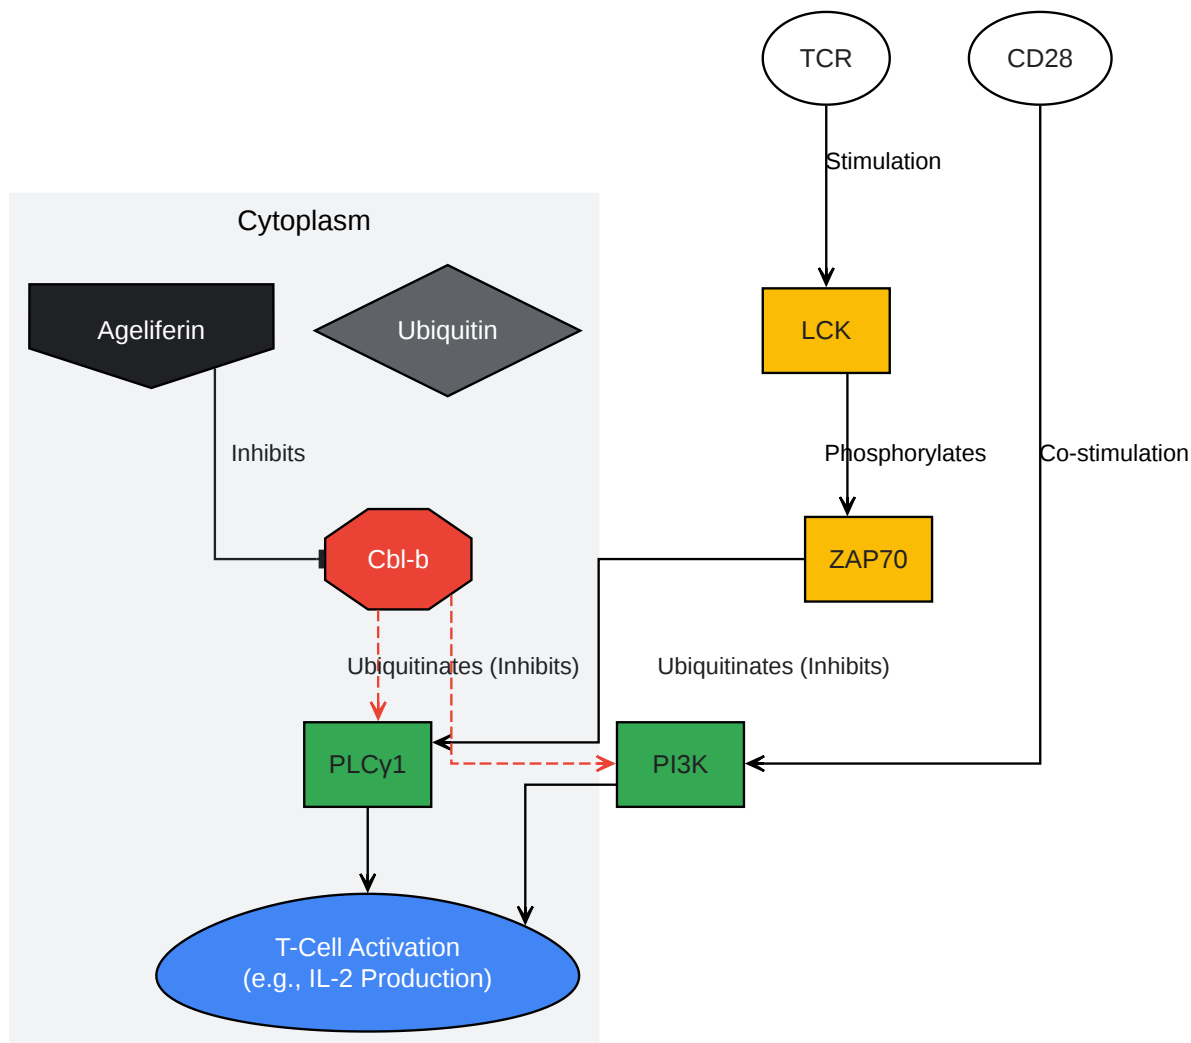 TCR
CD28
Stimulation
Cytoplasm
Ageliferin
Ubiquitin
LCK
Inhibits
Phosphorylates
Co-stimulation
Cbl-b
ZAP70
Ubiquitinates (Inhibits)
Ubiquitinates (Inhibits)
PLCγ1
PI3K
T-Cell Activation
(e.g., IL-2 Production)